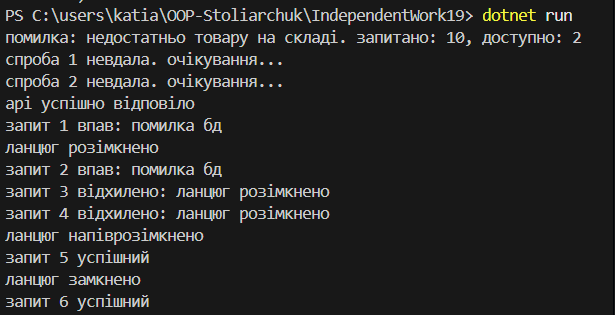 PS C:\users\katia\OOP-Stoliarchuk\IndependentWork19> dotnet run
помилка: недостатньо товару на складі. запитано: 10, доступно: 2
спроба 1 невдала. очікування...
спроба 2 невдала. очікування...
api успішно відповіло
запит 1 впав: помилка бд
ланцюг розімкнено
запит 2 впав: помилка бд
запит 3 відхилено: ланцюг розімкнено
запит 4 відхилено: ланцюг розімкнено
ланцюг напіврозімкнено
запит 5 успішний
ланцюг замкнено
запит 6 успішний